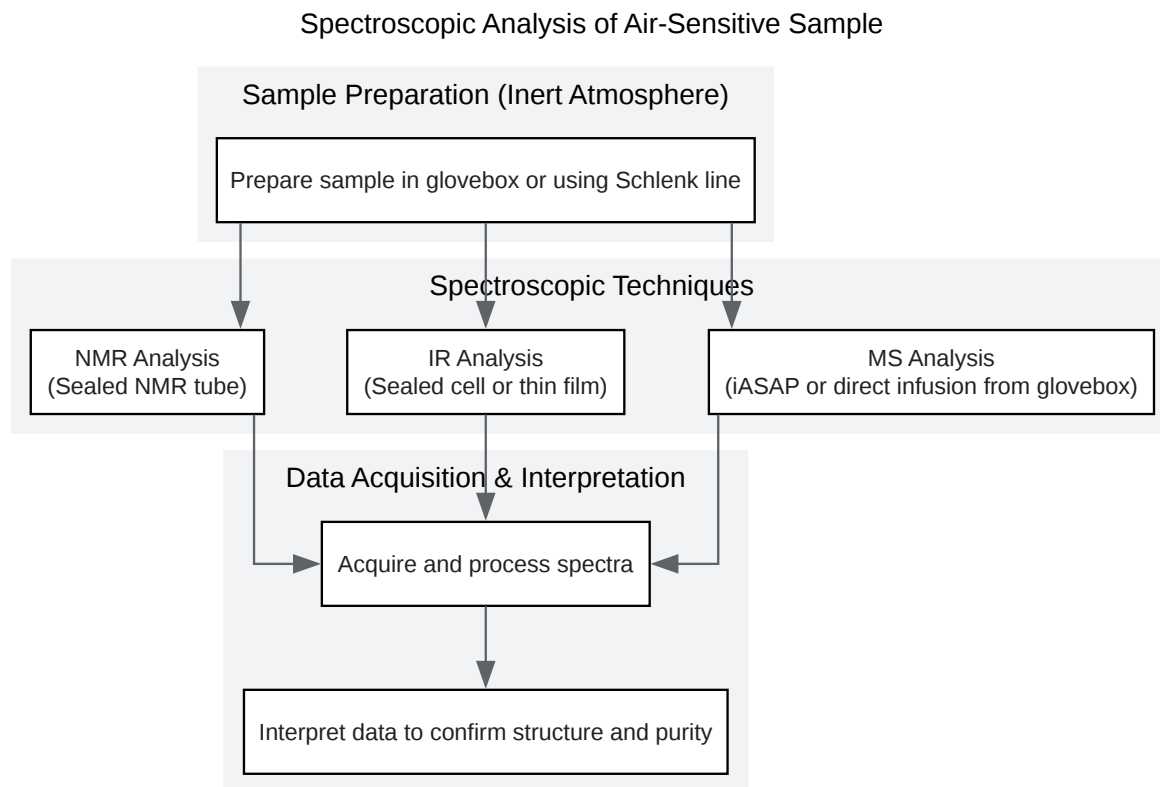 Spectroscopic Analysis of Air-Sensitive Sample
Sample Preparation (Inert Atmosphere)
Prepare sample in glovebox or using Schlenk line
Spectroscopic Techniques
NMR Analysis
(Sealed NMR tube)
IR Analysis
(Sealed cell or thin film)
MS Analysis
(iASAP or direct infusion from glovebox)
Data Acquisition & Interpretation
Acquire and process spectra
Interpret data to confirm structure and purity